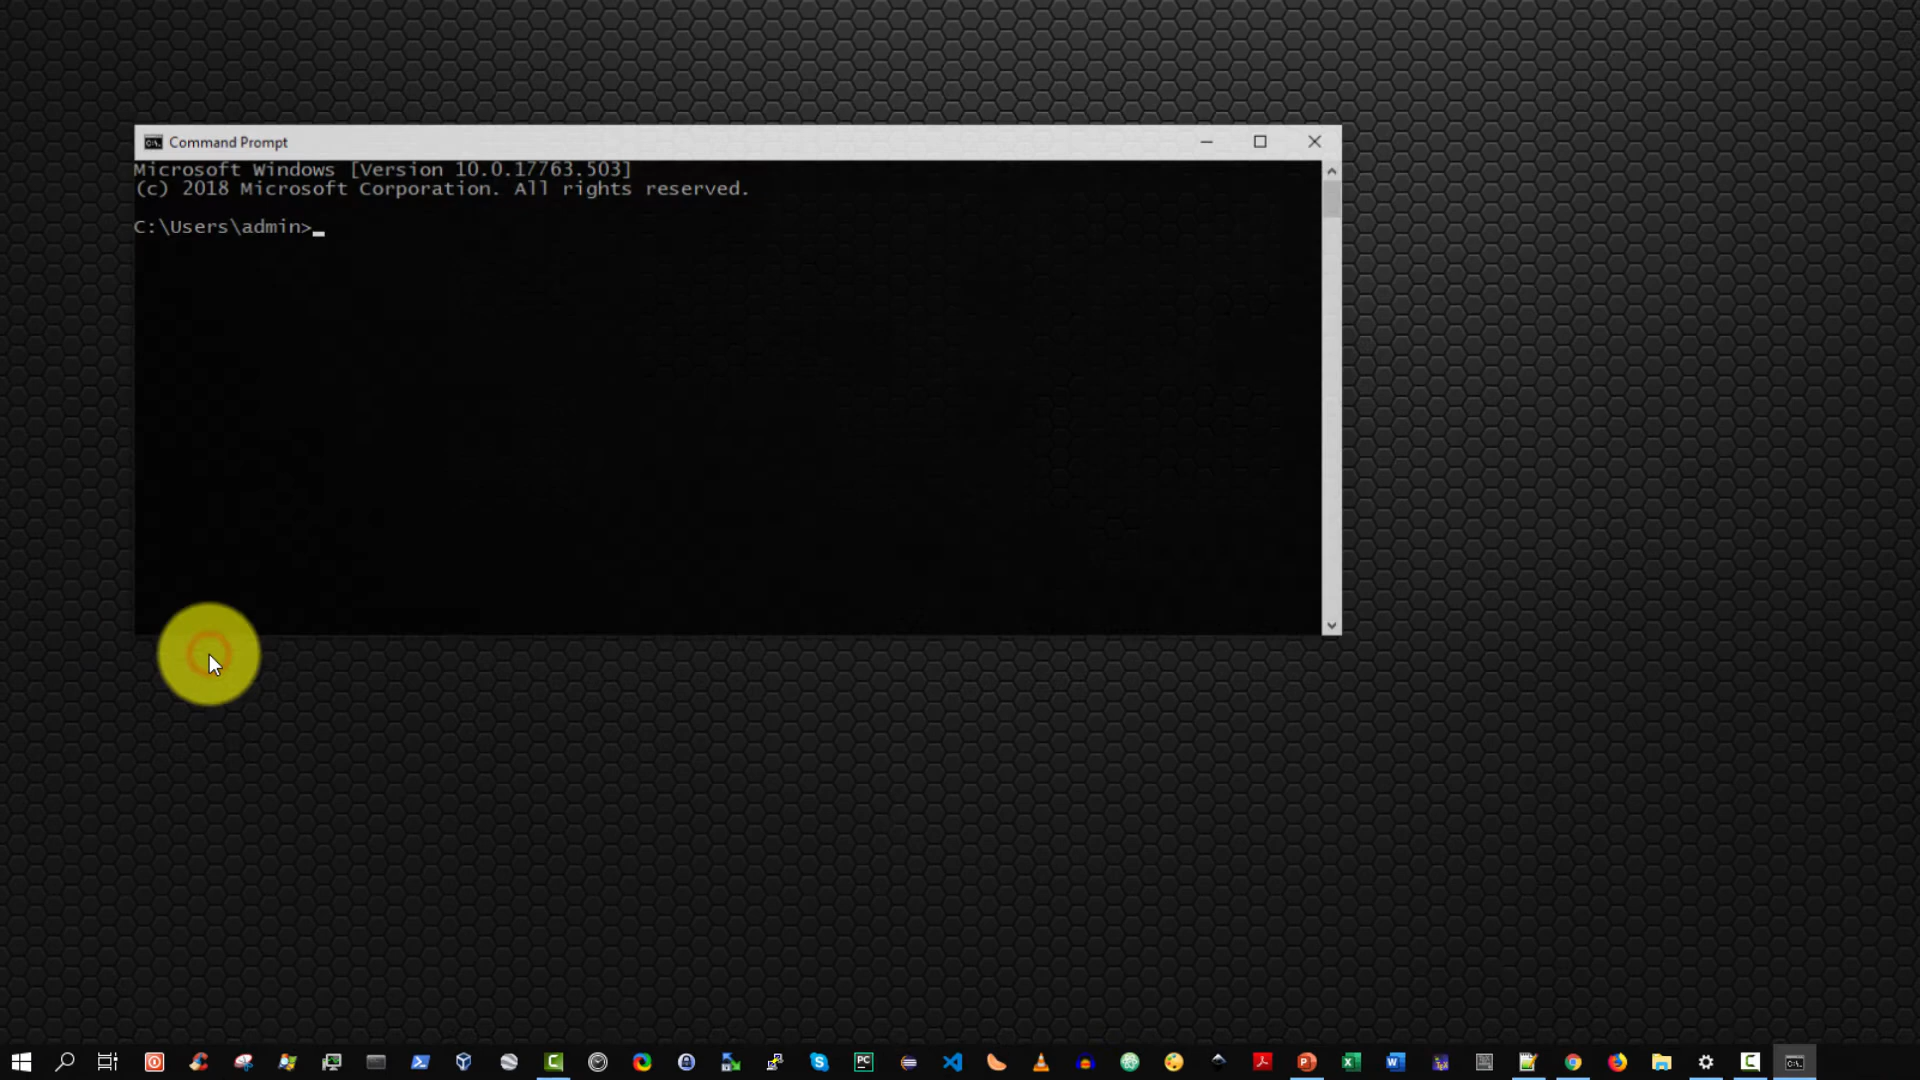 Command Prompt
Microsoft Windows [Version 10.0.17763.503]
(c) 2018 Microsoft Corporation. All rights reserved.
C:\Users\admin>